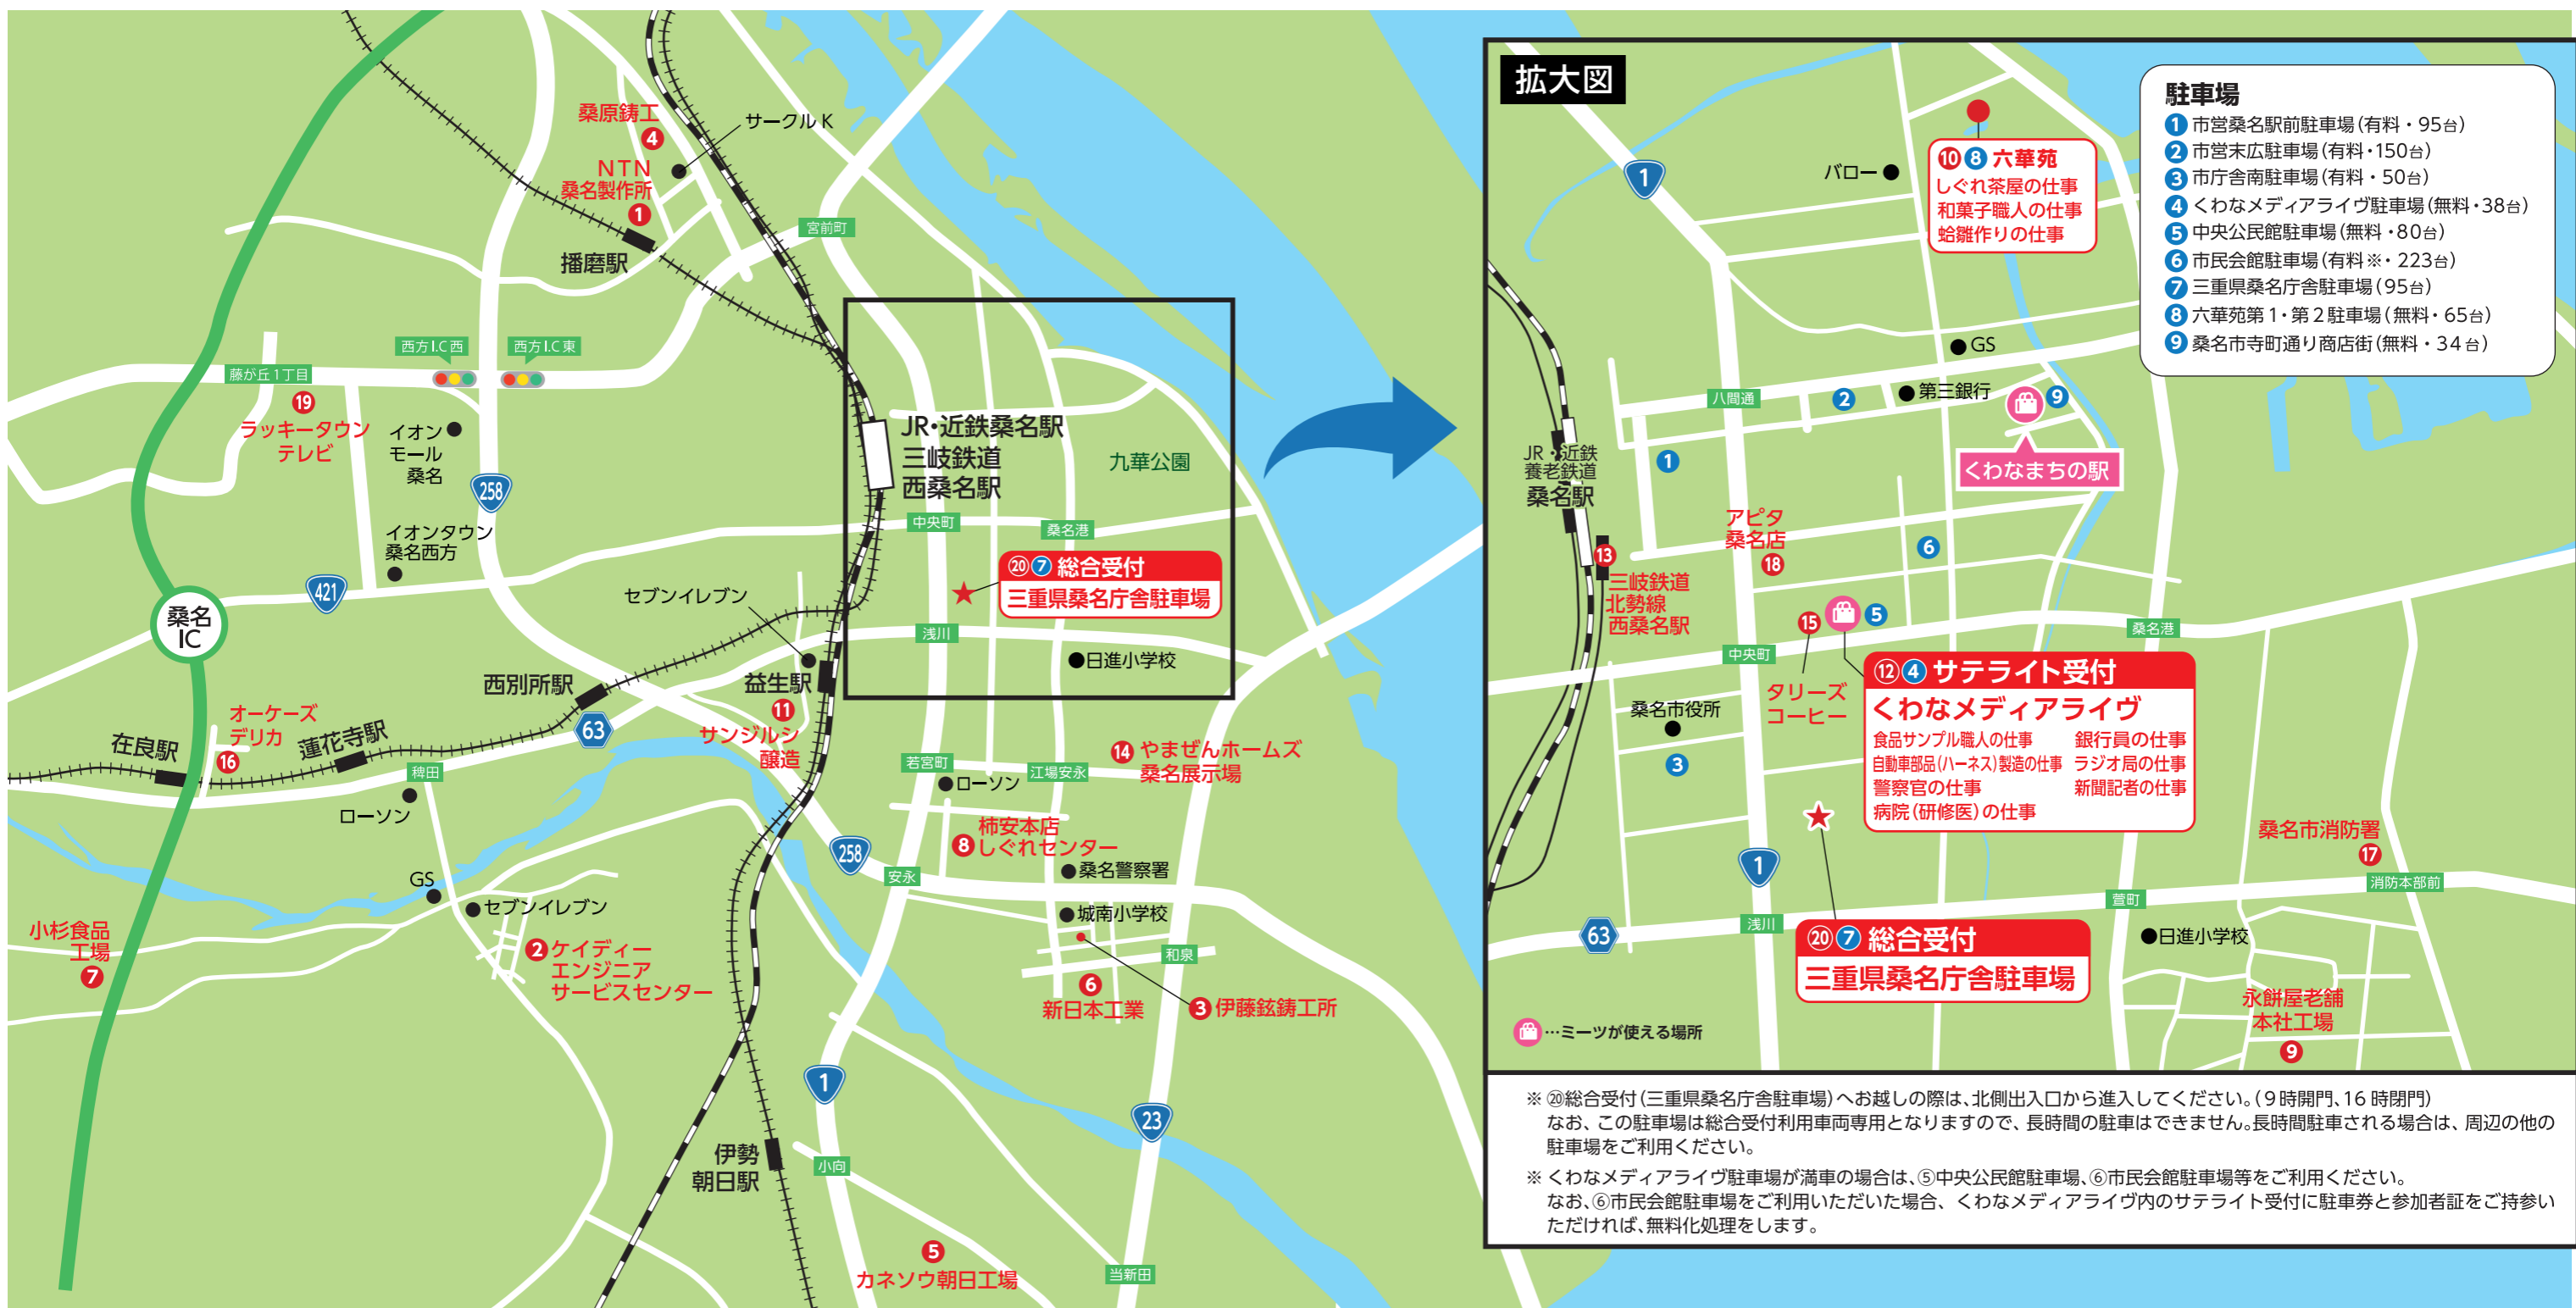 桑原鋳工
4
サークルK
NTN
桑名製作所
1
播磨駅
宮前町
西方I.C西
西方I.C東
藤が丘1丁目
19
ラッキータウン
テレビ
イオン
モール
桑名
258
イオンタウン
桑名西方
421
桑名
IC
JR・近鉄桑名駅
三岐鉄道
西桑名駅
九華公園
中央町
桑名港
⑳7 総合受付
三重県桑名庁舎駐車場
浅川
日進小学校
セブンイレブン
益生駅
11
サンジルシ
醸造
西別所駅
63
オーケーズ
デリカ
16
在良駅
蓮花寺駅
稗田
ローソン
GS
セブンイレブン
小杉食品
工場
7
2 ケイディー
エンジニア
サービスセンター
若宮町
ローソン
江場安永
14 やまぜんホームズ
桑名展示場
柿安本店
8 しぐれセンター
258
安永
桑名警察署
城南小学校
和泉
6
新日本工業
3 伊藤鉉鋳工所
1
23
伊勢
朝日駅
小向
5
カネソウ朝日工場
当新田
拡大図
1
バロー
10 8 六華苑
しぐれ茶屋の仕事
和菓子職人の仕事
蛤雛作りの仕事
駐車場
1 市営桑名駅前駐車場(有料・95台)
2 市営末広駐車場(有料・150台)
3 市庁舎南駐車場(有料・50台)
4 くわなメディアライヴ駐車場(無料・38台)
5 中央公民館駐車場(無料・80台)
6 市民会館駐車場(有料※・223台)
7 三重県桑名庁舎駐車場(95台)
8 六華苑第1・第2駐車場(無料・65台)
9 桑名市寺町通り商店街(無料・34台)
GS
八間通
2
第三銀行
9
くわなまちの駅
JR・近鉄
養老鉄道
桑名駅
1
13
三岐鉄道
北勢線
西桑名駅
アピタ
桑名店
18
6
15
5
タリーズ
コーヒー
中央町
桑名港
⑫4 サテライト受付
くわなメディアライヴ
食品サンプル職人の仕事 銀行員の仕事
自動車部品(ハーネス)製造の仕事 ラジオ局の仕事
警察官の仕事 新聞記者の仕事
病院(研修医)の仕事
桑名市役所
3
1
63
浅川
⑳7 総合受付
三重県桑名庁舎駐車場
萱町
日進小学校
桑名市消防署
17
消防本部前
永餅屋老舗
本社工場
9
…ミーツが使える場所
※ ⑳総合受付(三重県桑名庁舎駐車場)へお越しの際は、北側出入口から進入してください。(9時開門、16時閉門)
なお、この駐車場は総合受付利用車両専用となりますので、長時間の駐車はできません。長時間駐車される場合は、周辺の他の
駐車場をご利用ください。
※ くわなメディアライヴ駐車場が満車の場合は、⑤中央公民館駐車場、⑥市民会館駐車場等をご利用ください。
なお、⑥市民会館駐車場をご利用いただいた場合、くわなメディアライヴ内のサテライト受付に駐車券と参加者証をご持参い
ただければ、無料化処理をします。